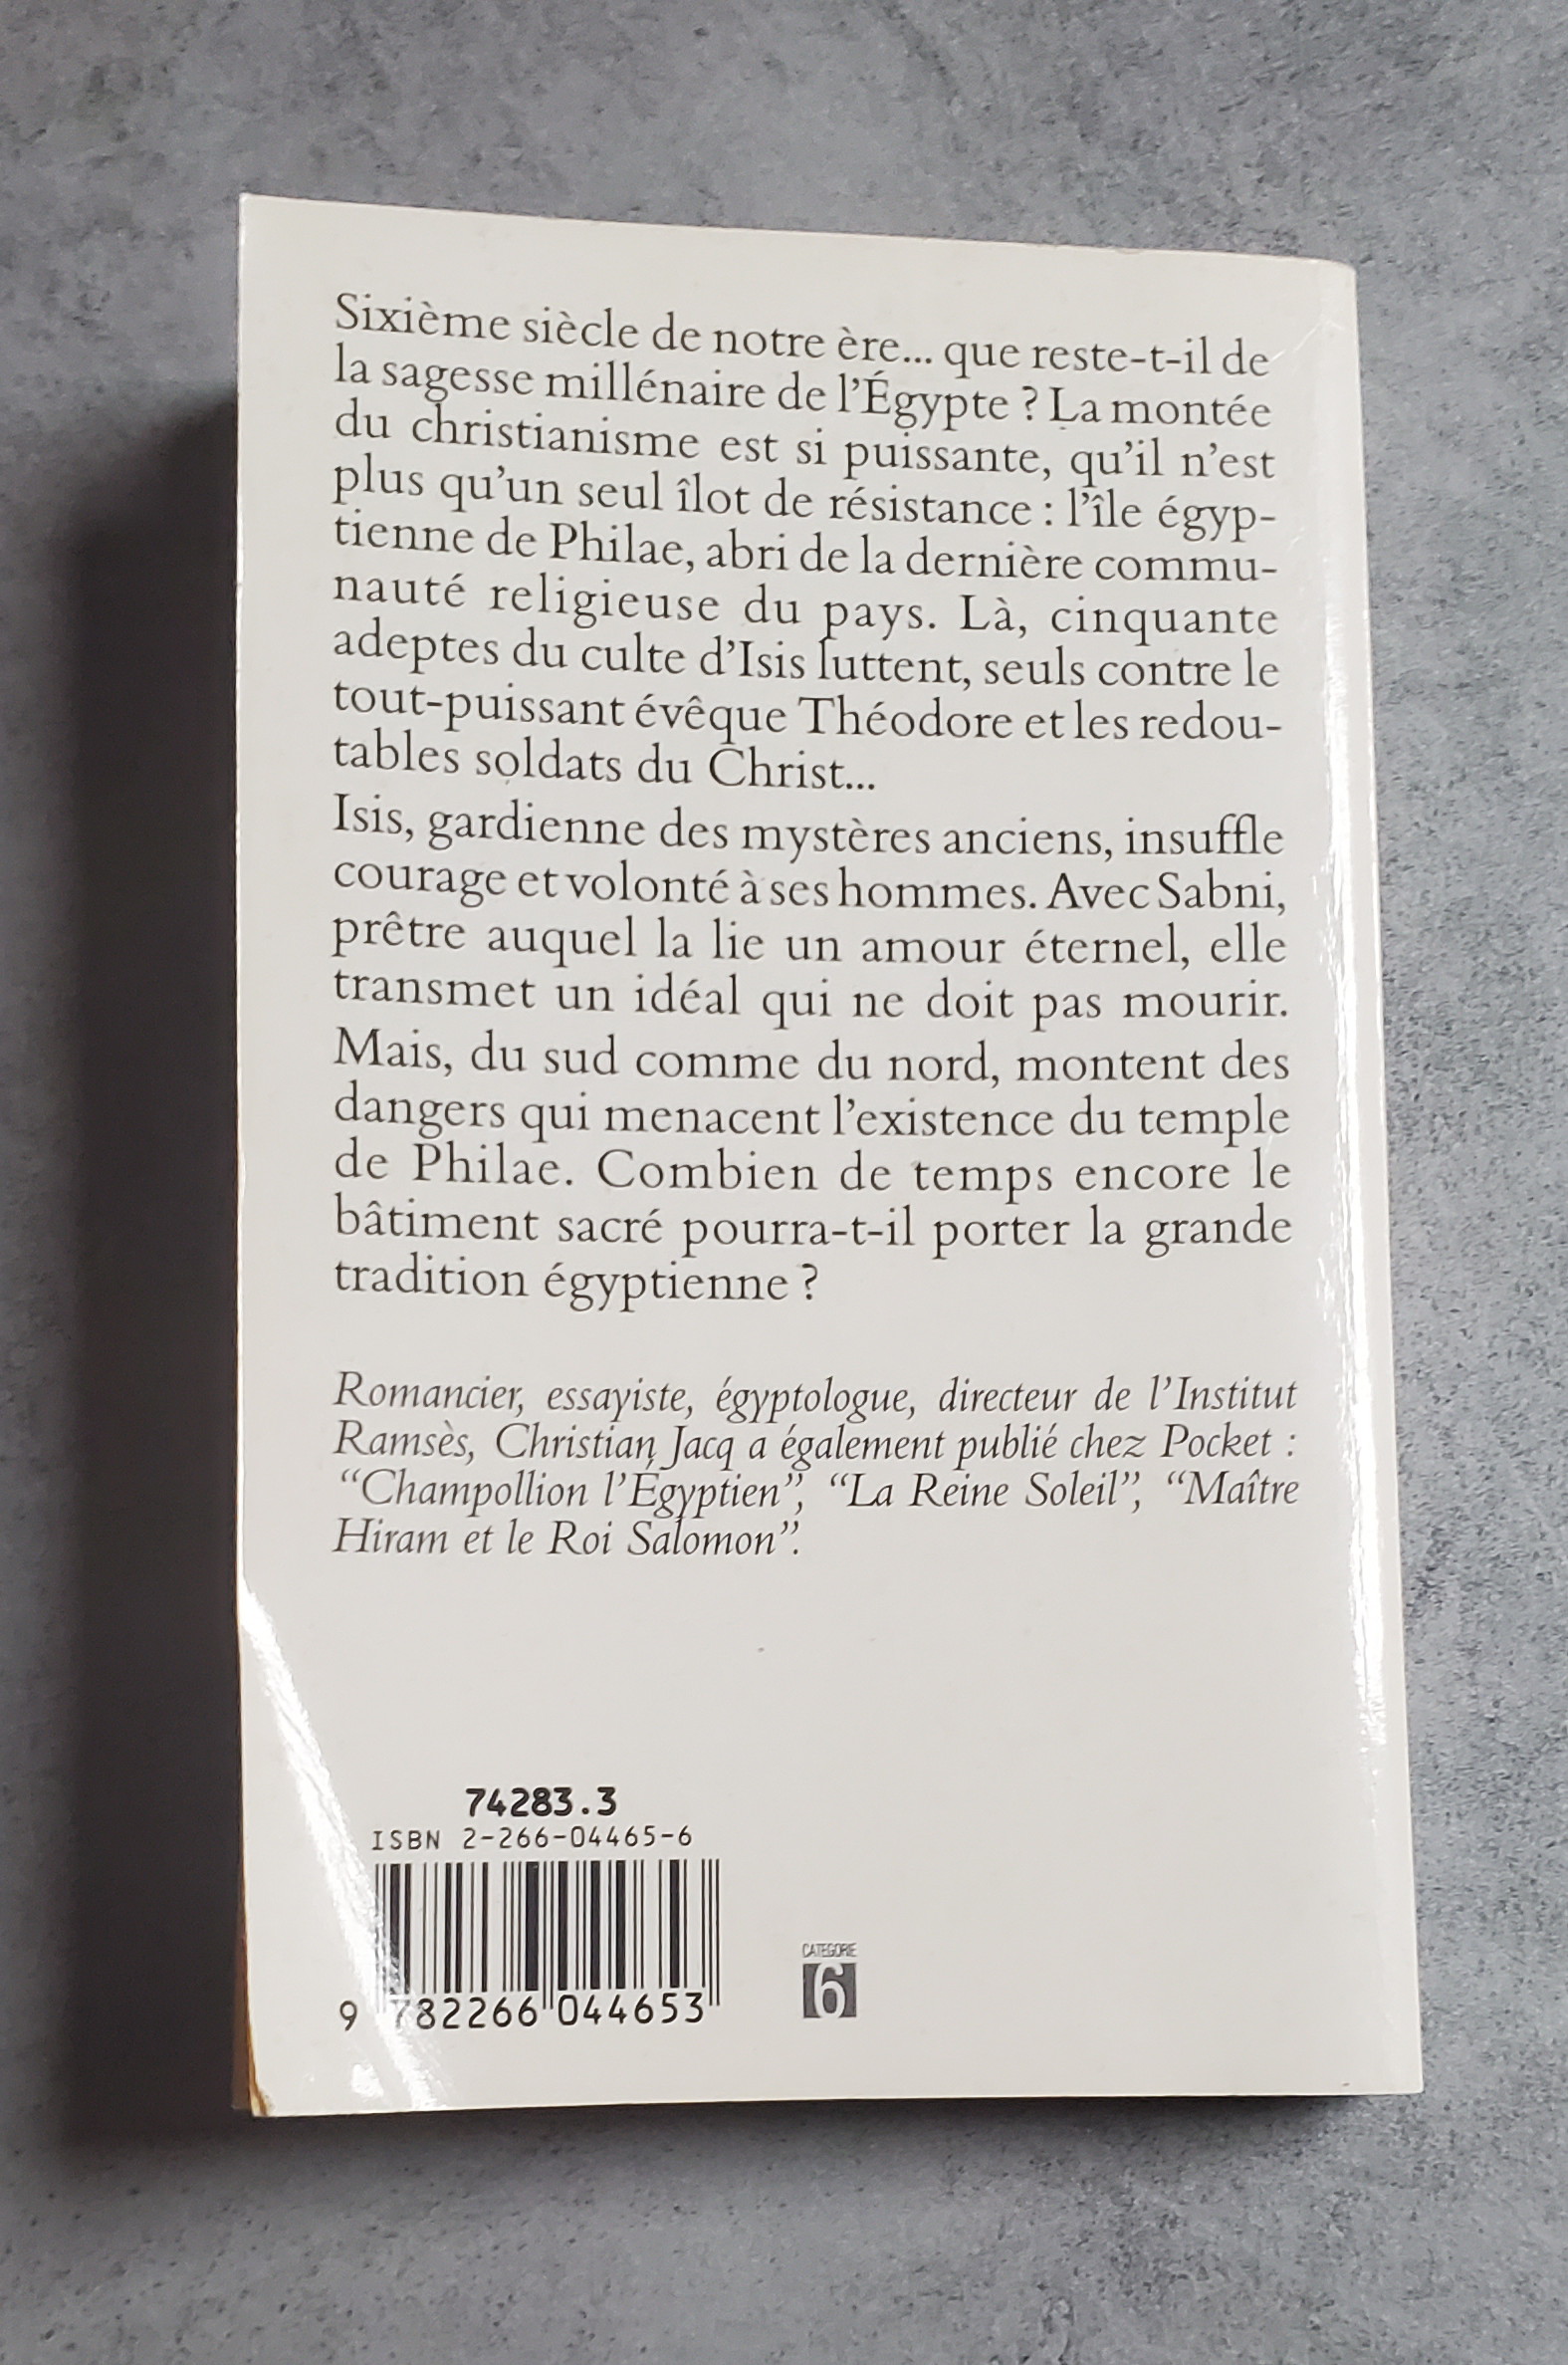 Sixième siècle de notre ère... que reste-t-il de
la sagesse millénaire de l'Égypte ? La montée
du christianisme est si puissante, qu'il n'est
plus qu'un seul îlot de résistance : l'île égyp-
tienne de Philae, abri de la dernière commu-
nauté religieuse du pays. Là, cinquante
adeptes du culte d'Isis luttent, seuls contre le
tout-puissant évêque Théodore et les redou-
tables soldats du Christ...
Isis, gardienne des mystères anciens, insuffle
courage et volonté à ses hommes. Avec Sabni,
prêtre auquel la lie un amour éternel, elle
transmet un idéal qui ne doit pas mourir.
Mais, du sud comme du nord, montent des
dangers qui menacent l'existence du temple
de Philae. Combien de temps encore le
bâtiment sacré pourra-t-il porter la grande
tradition égyptienne ?
Romancier, essayiste, égyptologue, directeur de l'Institut
Ramsès, Christian Jacq a également publié chez Pocket :
“Champollion l'Égyptien”, “La Reine Soleil”, “Maître
Hiram et le Roi Salomon”.
74283.3
ISBN 2-266-04465-6
9 782266 044653
CATEGORIE
6